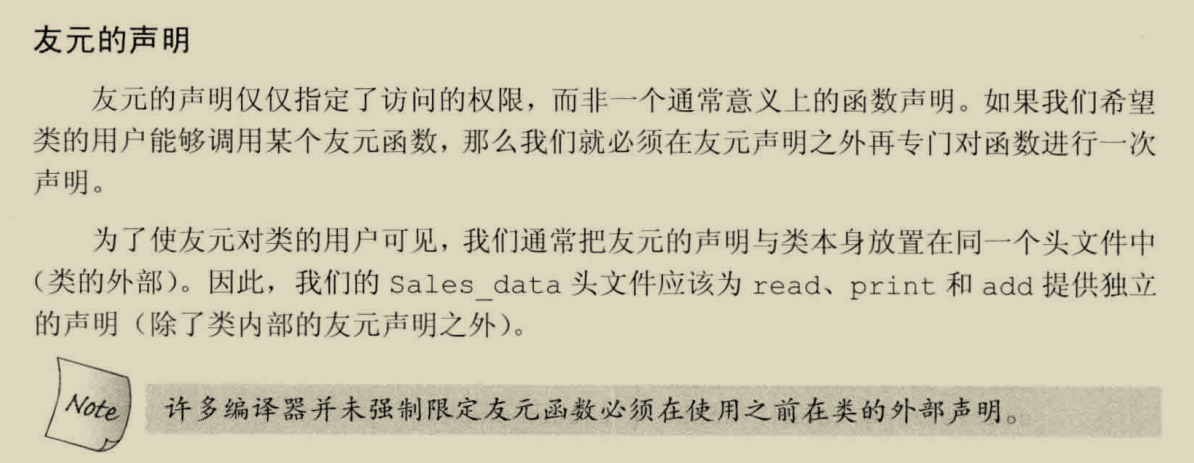 友元的声明
友元的声明仅仅指定了访问的权限，而非一个通常意义上的函数声明。如果我们希望
类的用户能够调用某个友元函数，那么我们就必须在友元声明之外再专门对函数进行一次
声明。
为了使友元对类的用户可见，我们通常把友元的声明与类本身放置在同一个头文件中
（类的外部）。因此，我们的 Sales_data 头文件应该为 read、print 和 add 提供独立
的声明（除了类内部的友元声明之外）。
Note 许多编译器并未强制限定友元函数必须在使用之前在类的外部声明。